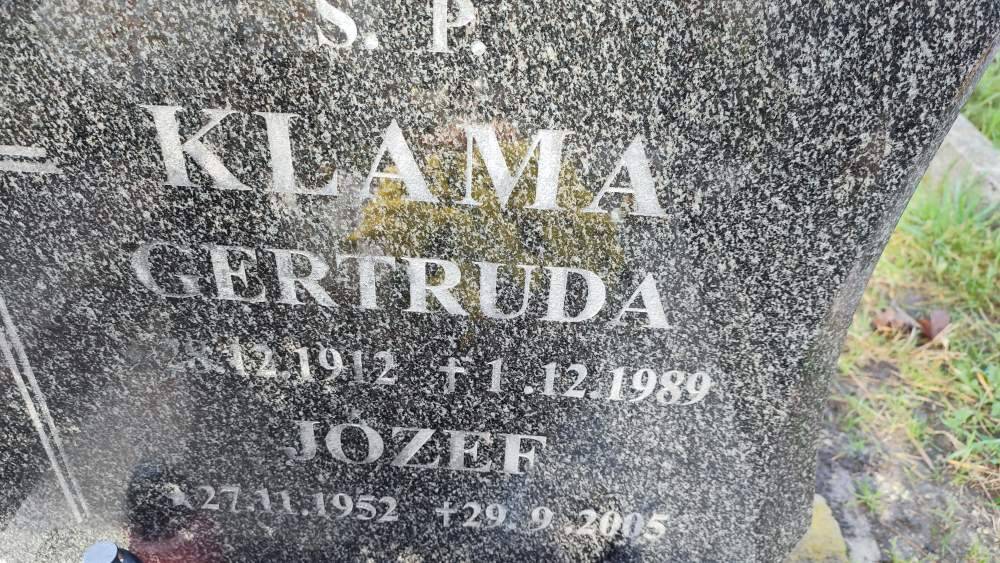 S. P.
KLAMA
GERTRUDA
.12.1912 +1.12.1989
JÓZEF
27.11.1952 +29.9.2005